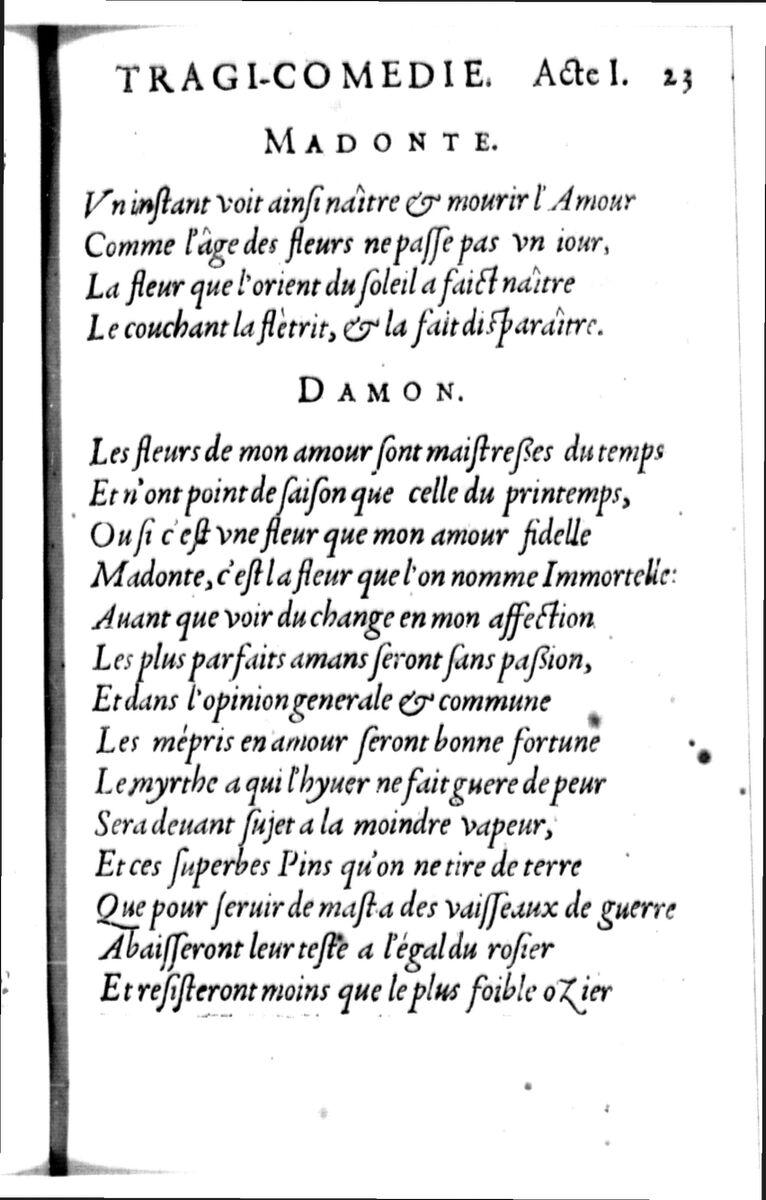 TRAGI-COMEDIE. Acte I. 23
MADONTE.
Vn inſtant voit ainſi naître & mourir l'Amour
Comme l'âge des fleurs ne paſſe pas vn iour,
La fleur que l'orient du ſoleil a faict naître
Le couchant la flètrit, & la fait diſparaître.
DAMON.
Les fleurs de mon amour ſont maiſtreſſes du temps
Et n'ont point de ſaiſon que celle du printemps,
Ou ſi c'eſt vne fleur que mon amour fidelle
Madonte, c'eſt la fleur que l'on nomme Immortelle:
Auant que voir du change en mon affection
Les plus parfaits amans ſeront ſans paßion,
Et dans l'opinion generale & commune
Les mépris en amour ſeront bonne fortune
Le myrthe a qui l'hyuer ne fait guere de peur
Sera deuant ſujet a la moindre vapeur,
Et ces ſuperbes Pins qu'on ne tire de terre
Que pour ſeruir de maſt a des vaiſſeaux de guerre
Abaiſſeront leur teſte a l'égal du roſier
Et reſiſteront moins que le plus foible ozier